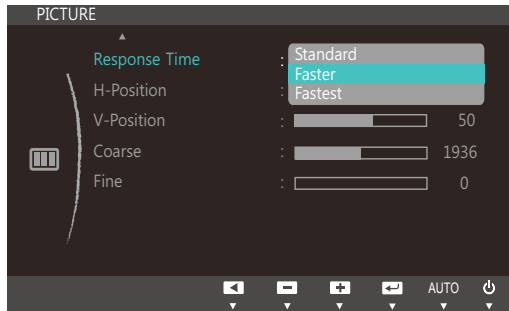 PICTURE
Response Time : Standard
Faster
H-Position : Fastest
V-Position : 50
Coarse : 1936
Fine : 0
AUTO